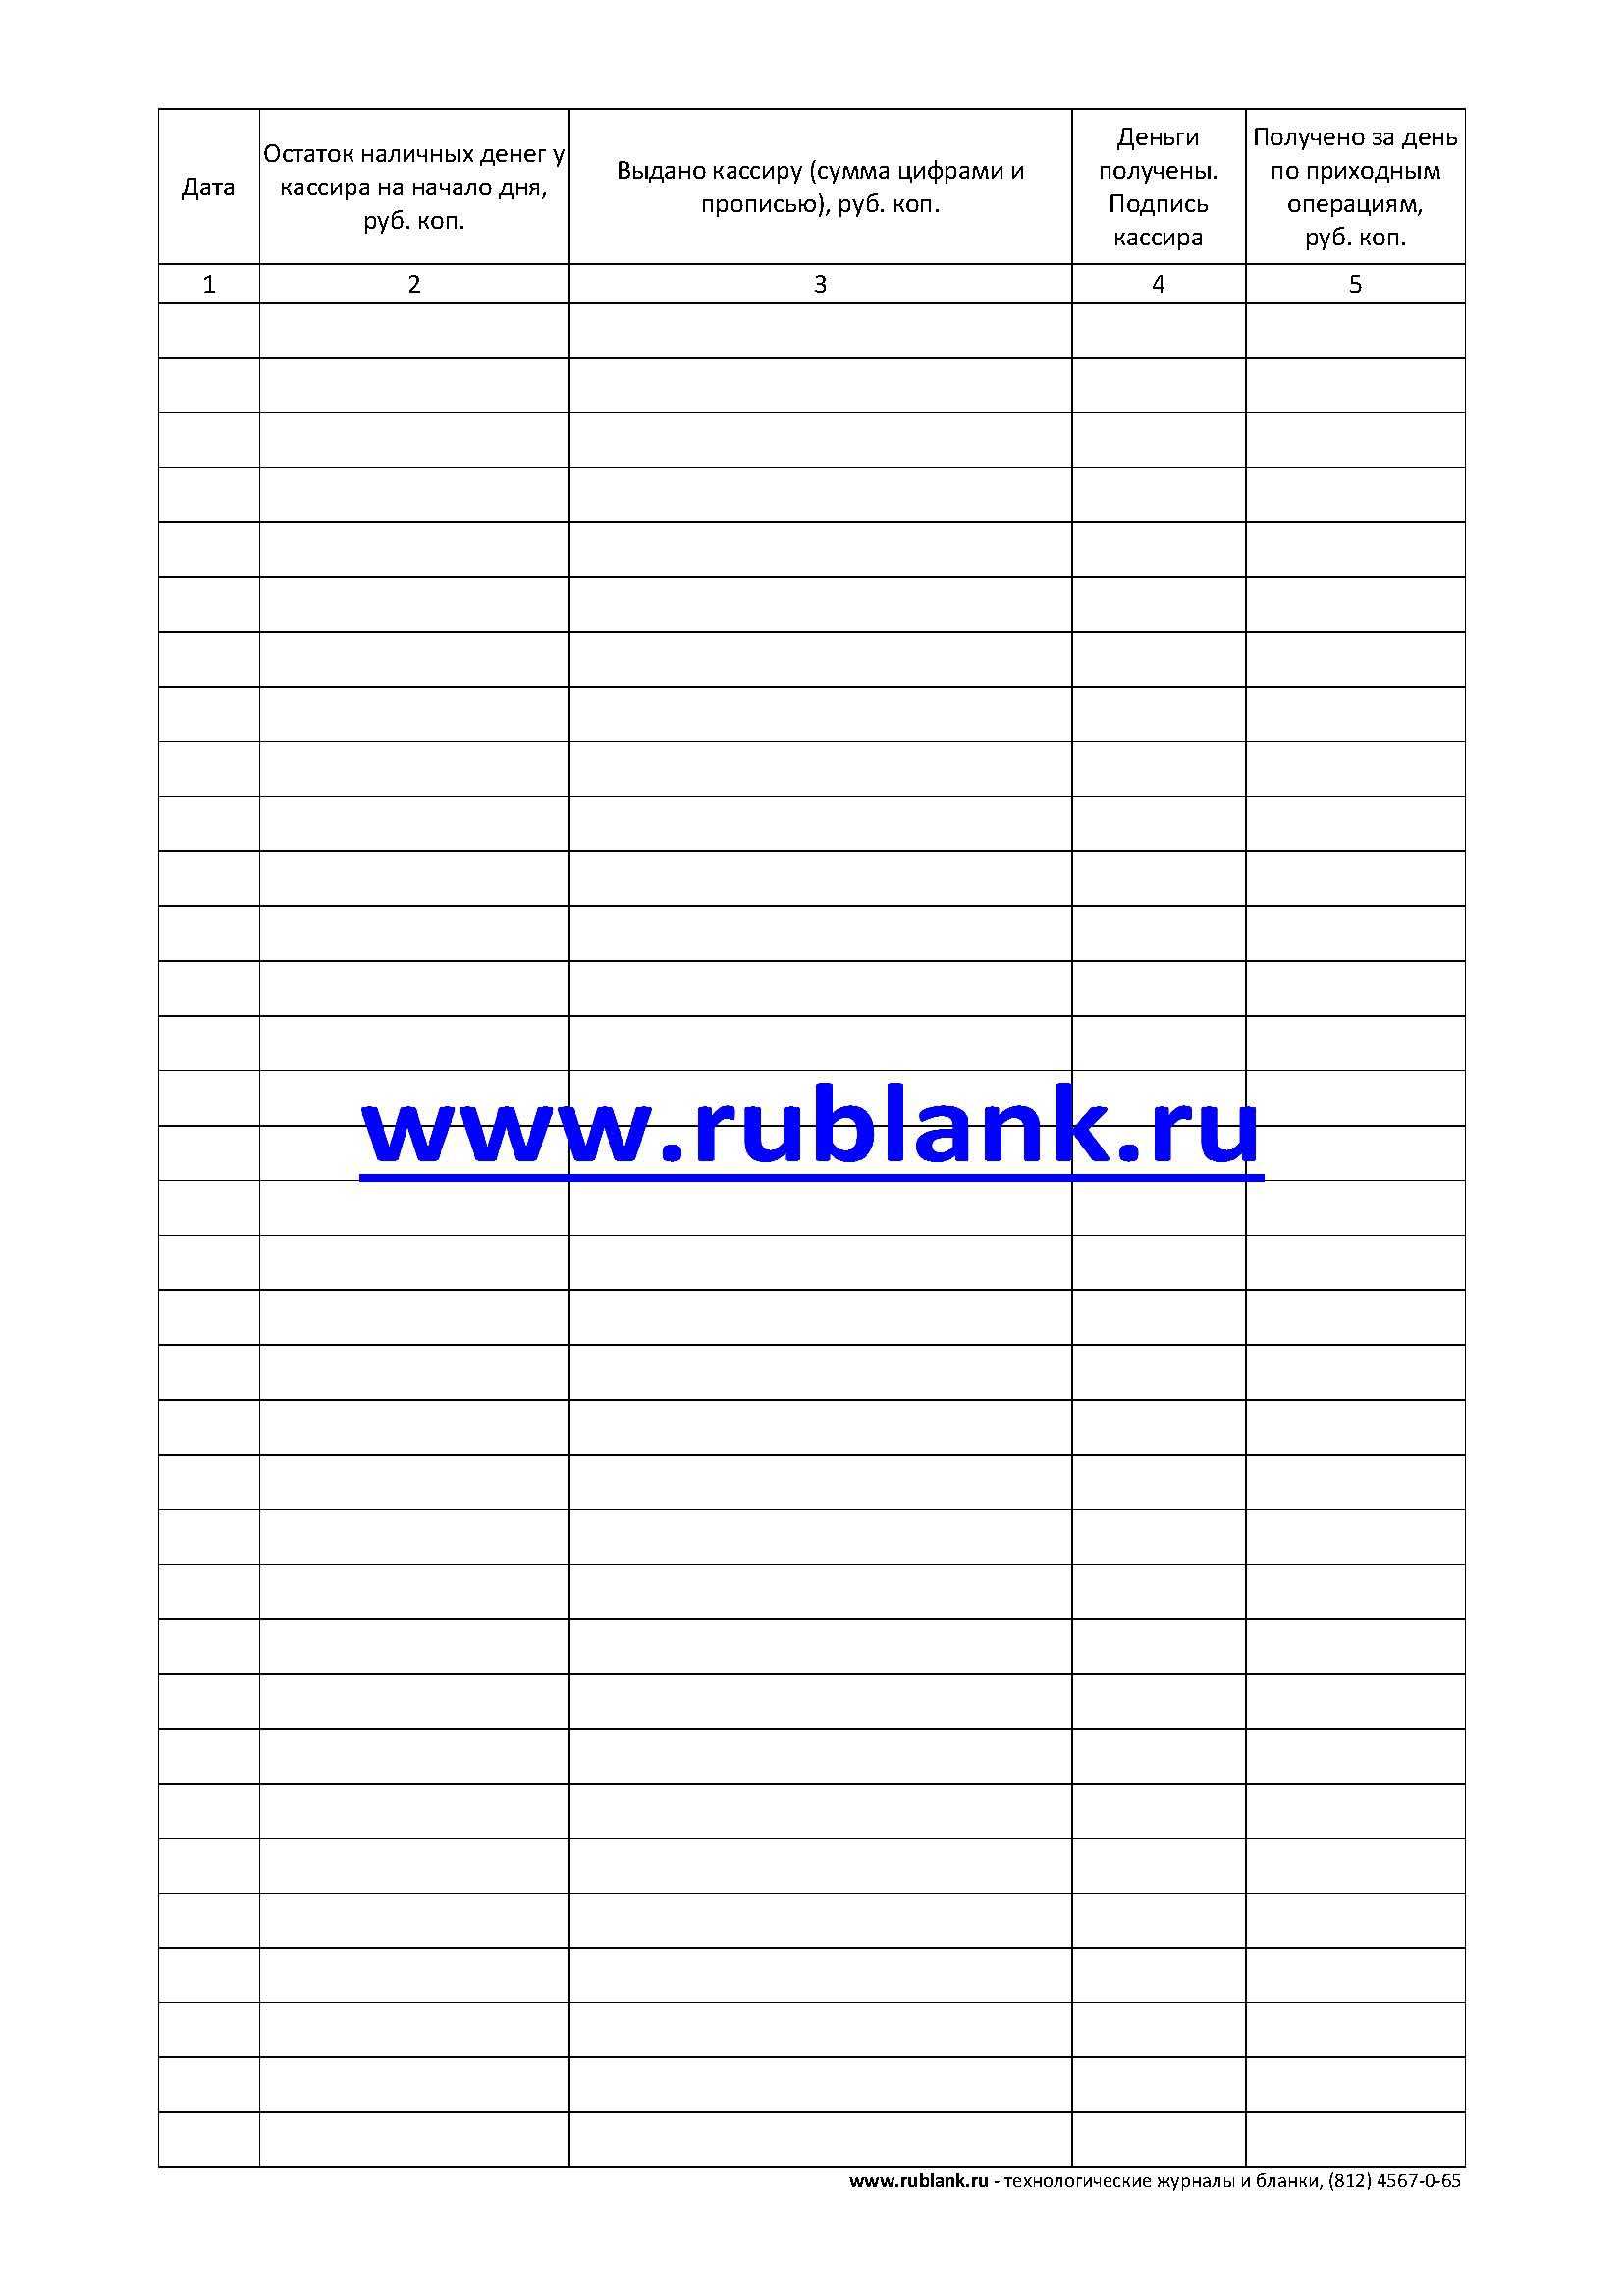 Дата
Остаток наличных денег у
кассира на начало дня,
руб. коп.
Выдано кассиру (сумма цифрами и
прописью), руб. коп.
Деньги
получены.
Подпись
кассира
Получено за день
по приходным
операциям,
руб. коп.
1
2
3
4
5
www.rublank.ru
www.rublank.ru - технологические журналы и бланки, (812) 4567-0-65